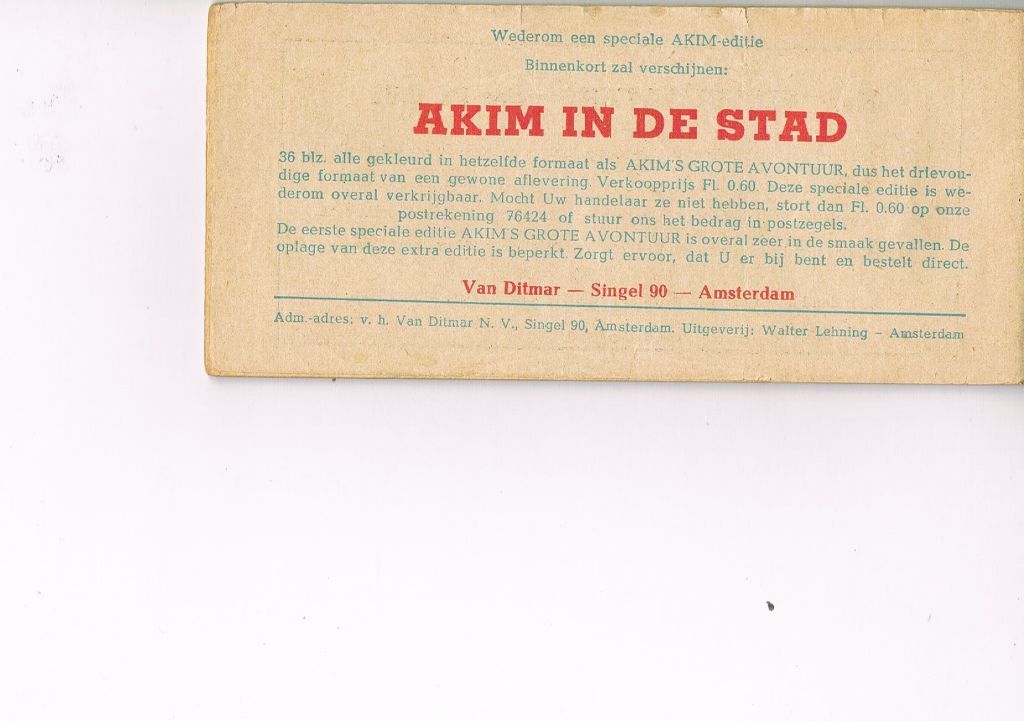 Wederom een speciale AKIM-editie
Binnenkort zal verschijnen:
AKIM IN DE STAD
36 blz. alle gekleurd in hetzelfde formaat als AKIM'S GROTE AVONTUUR, dus het drievou-
dige formaat van een gewone aflevering. Verkoopprijs Fl. 0.60. Deze speciale editie is we-
derom overal verkrijgbaar. Mocht Uw handelaar ze niet hebben, stort dan Fl. 0.60 op onze
postrekening 76424 of stuur ons het bedrag in postzegels.
De eerste speciale editie AKIM'S GROTE AVONTUUR is overal zeer in de smaak gevallen. De
oplage van deze extra editie is beperkt. Zorgt ervoor, dat U er bij bent en bestelt direct.
Van Ditmar — Singel 90 — Amsterdam
Adm.-adres: v. h. Van Ditmar N. V., Singel 90, Amsterdam. Uitgeverij: Walter Lehning - Amsterdam